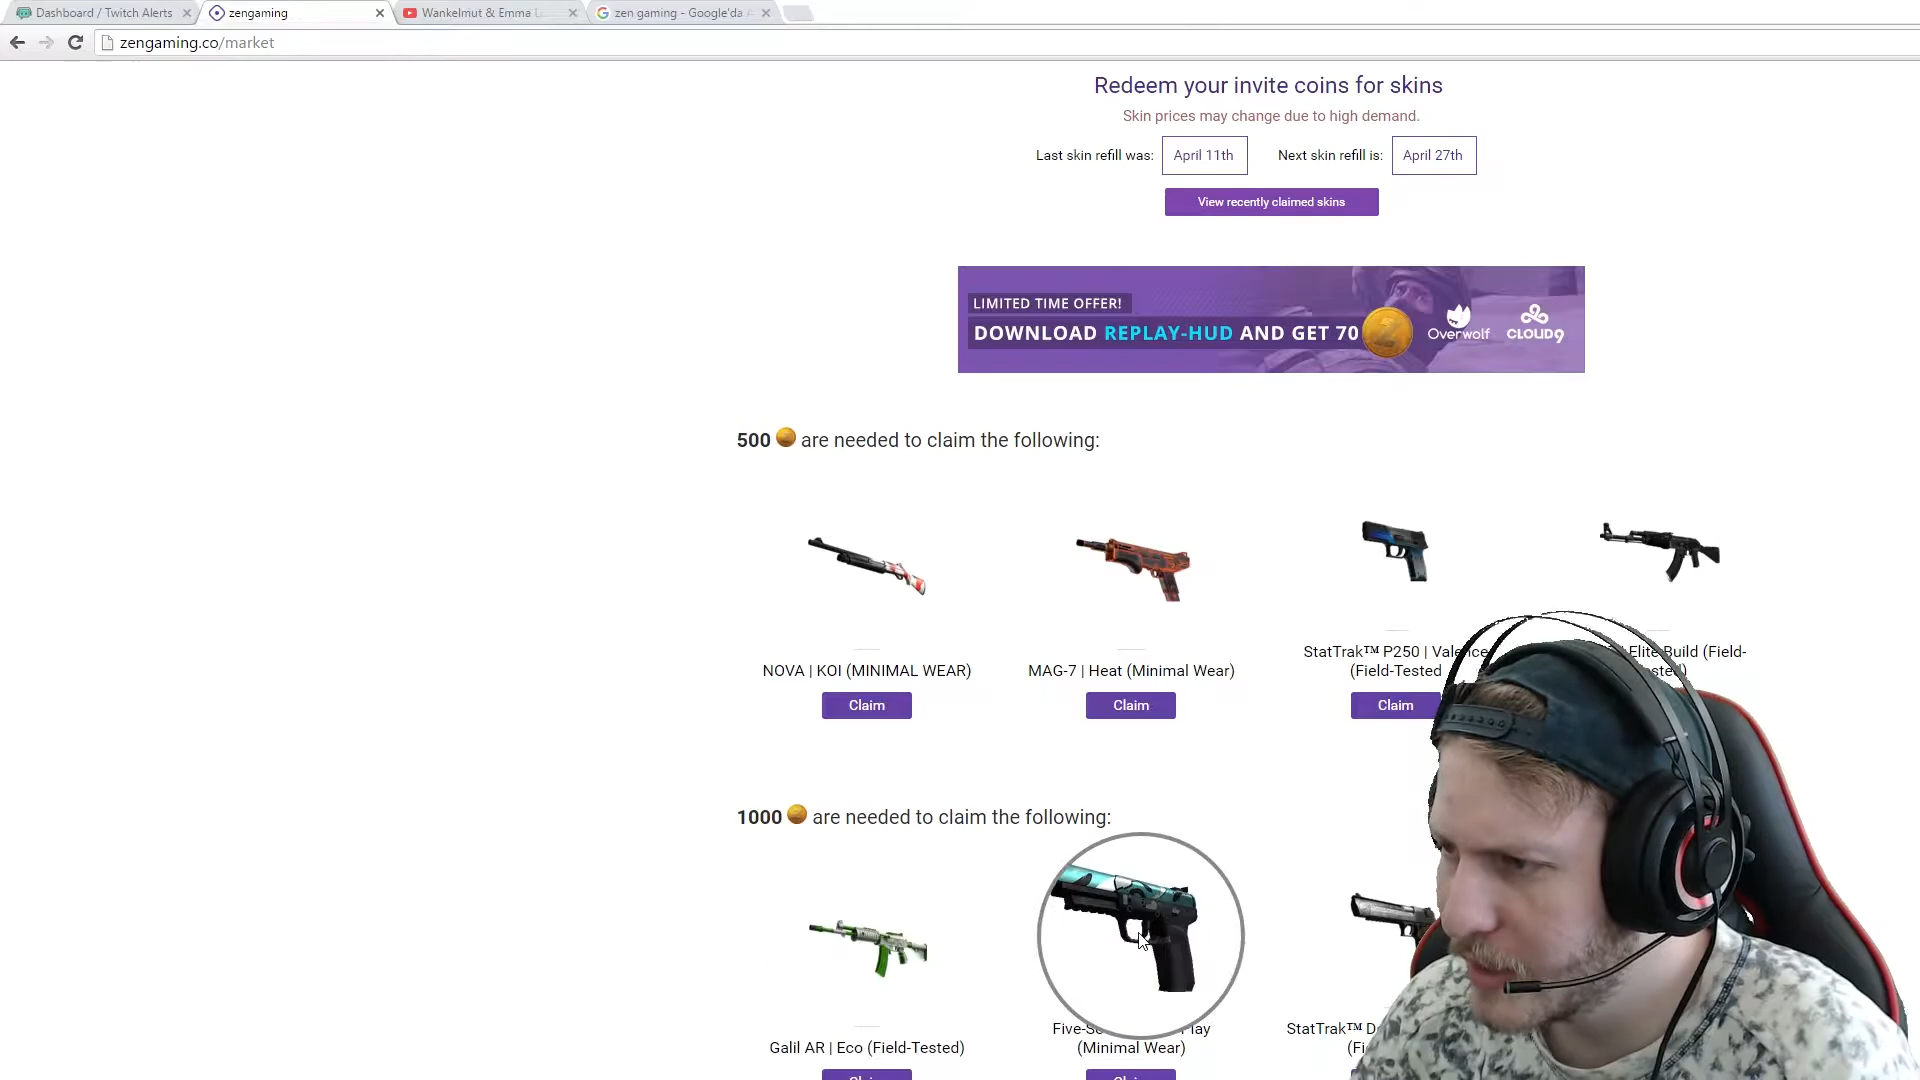 Dashboard / Twitch Alerts
zengaming
Wankelmut & Emma L
zen gaming - Google'da
zengaming.co/market
Redeem your invite coins for skins
Skin prices may change due to high demand.
Last skin refill was: April 11th Next skin refill is: April 27th
View recently claimed skins
LIMITED TIME OFFER!
DOWNLOAD REPLAY-HUD AND GET 70
Overwolf
CLOUD9
500 are needed to claim the following:
NOVA | KOI (MINIMAL WEAR)
Claim
MAG-7 | Heat (Minimal Wear)
Claim
StatTrak™ P250 | Valence
(Field-Tested
Claim
Elite Build (Field-
1000 are needed to claim the following:
Galil AR | Eco (Field-Tested)
Claim
(Minimal Wear)
Claim
StatTrak™